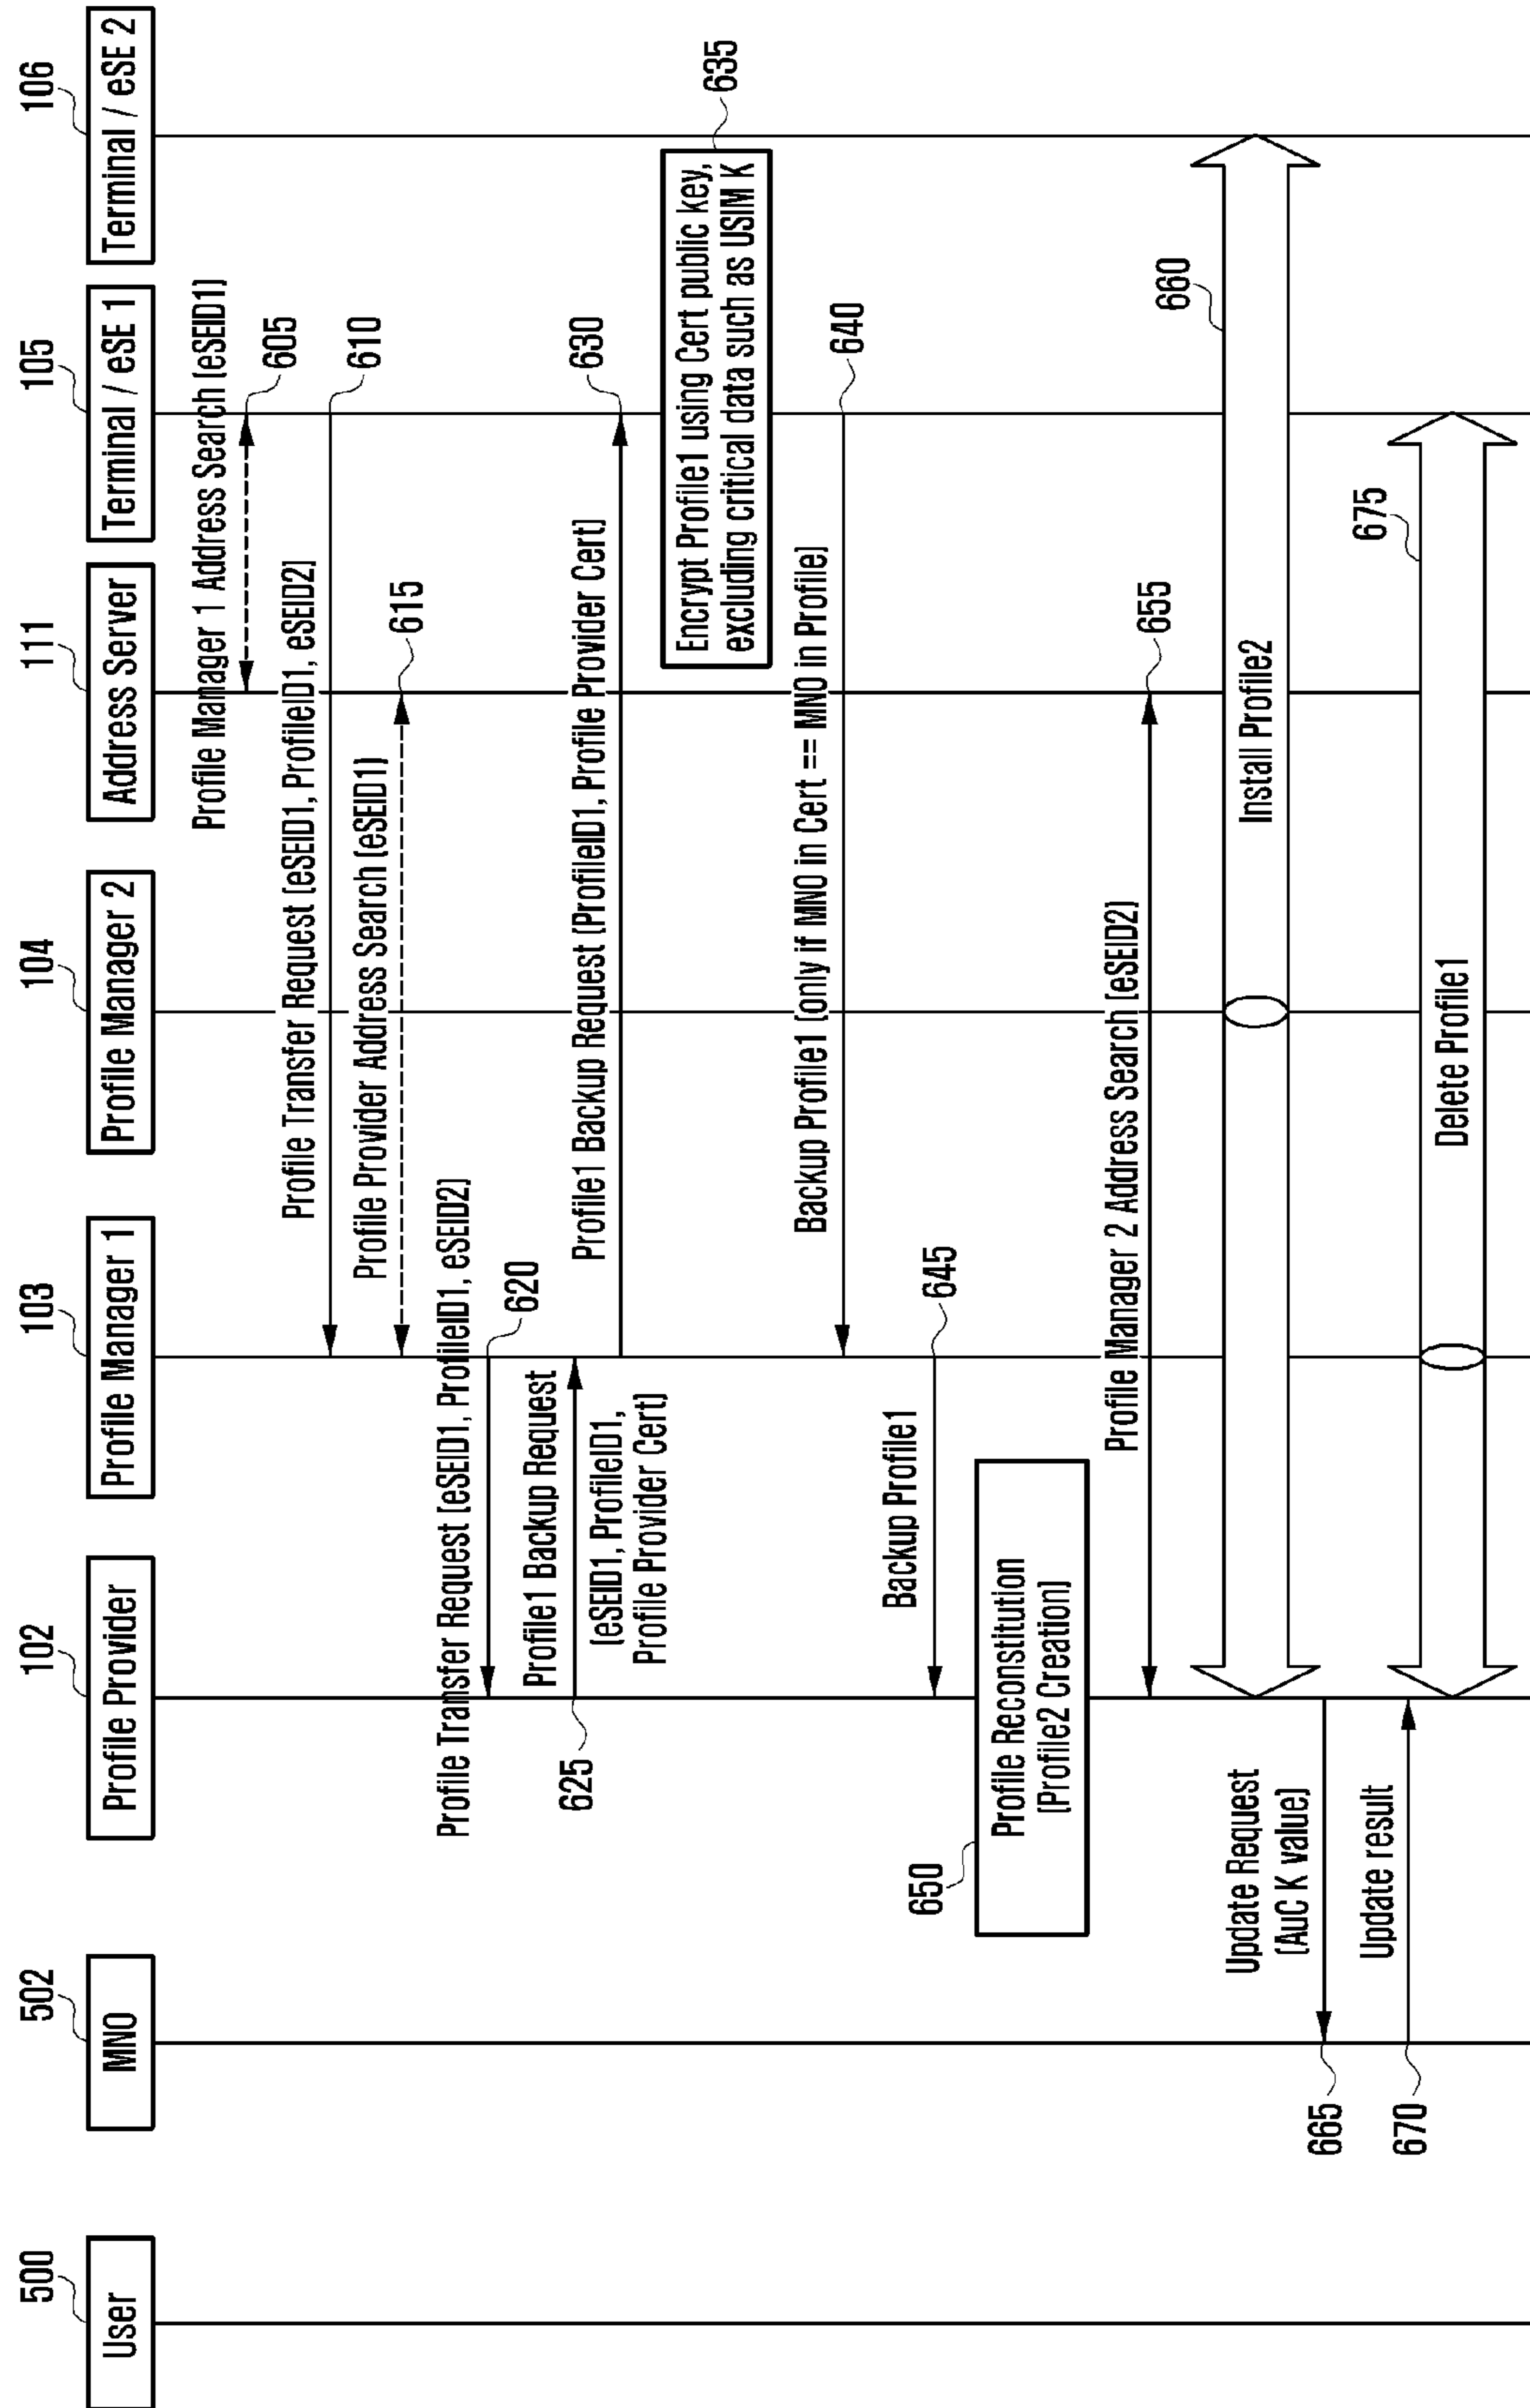 500
User
502
MNO
102
Profile Provider
103
Profile Manager 1
104
Profile Manager 2
111
Address Server
105
Terminal / eSE 1
106
Terminal / eSE 2
Profile Manager 1 Address Search (eSEID1)
605
Profile Transfer Request (eSEID1, ProfileID1, eSEID2)
610
Profile Provider Address Search (eSEID1)
615
Profile Transfer Request (eSEID1, ProfileID1, eSEID2)
620
Profile1 Backup Request
(eSEID1, ProfileID1,
Profile Provider Cert)
625
Profile1 Backup Request (ProfileID1, Profile Provider Cert)
630
Encrypt Profile1 using Cert public key,
excluding critical data such as USIM K
635
Backup Profile1 (only if MNO in Cert == MNO in Profile)
640
Backup Profile1
645
650
Profile Reconstitution
(Profile2 Creation)
Profile Manager 2 Address Search (eSEID2)
655
Install Profile2
660
Update Request
(AuC K value)
665
Update result
670
Delete Profile1
675